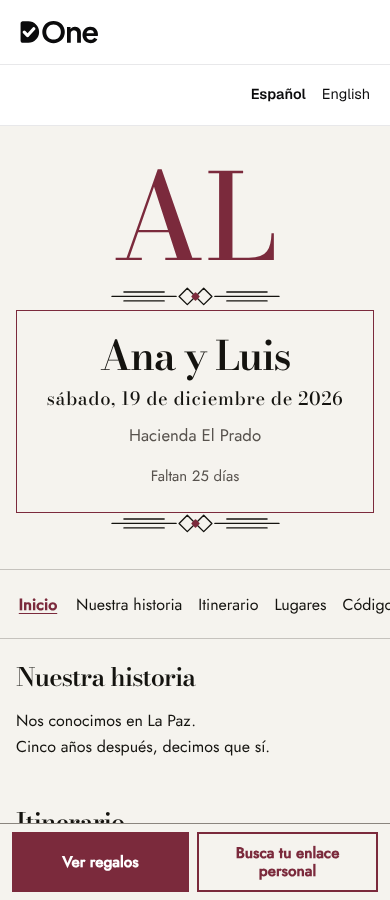 One
Español English
AL
Ana y Luis
sábado, 19 de diciembre de 2026
Hacienda El Prado
Faltan 25 días
Inicio Nuestra historia Itinerario Lugares Código
Nuestra historia
Nos conocimos en La Paz.
Cinco años después, decimos que sí.
Itinerario
Ver regalos
Busca tu enlace
personal